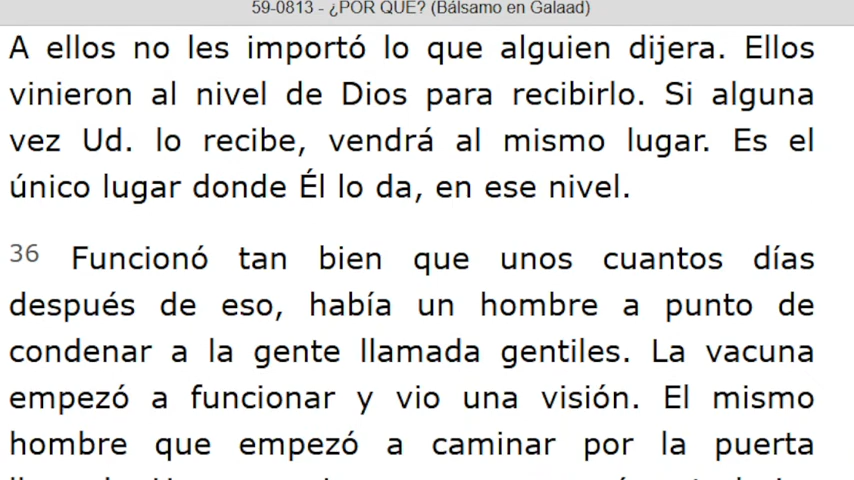 59-0813 - ¿POR QUE? (Bálsamo en Galaad)
A ellos no les importó lo que alguien dijera. Ellos
vinieron al nivel de Dios para recibirlo. Si alguna
vez Ud. lo recibe, vendrá al mismo lugar. Es el
único lugar donde Él lo da, en ese nivel.
36 Funcionó tan bien que unos cuantos días
después de eso, había un hombre a punto de
condenar a la gente llamada gentiles. La vacuna
empezó a funcionar y vio una visión. El mismo
hombre que empezó a caminar por la puerta